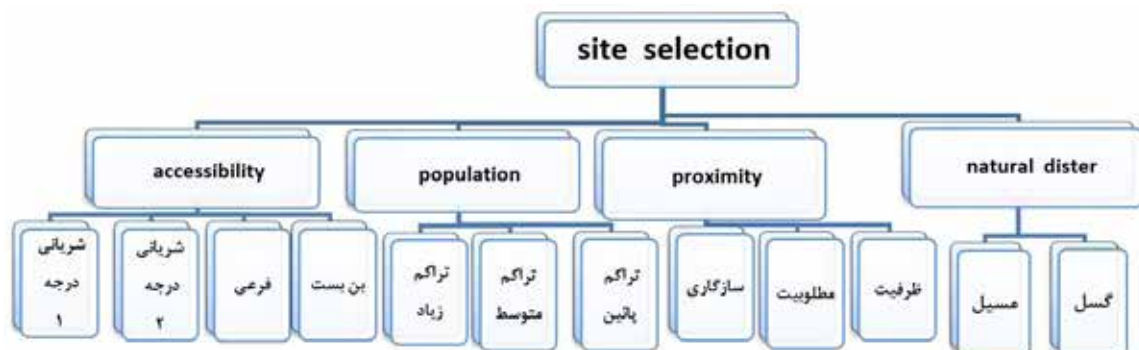 site selection
accessibility
population
proximity
natural dister
شریانی
درجه
۱
شریانی
درجه
۲
فرعی
بن بست
تراکم
زیاد
تراکم
متوسط
تراکم
پائین
سازگاری
مطلوبیت
ظرفیت
مسیل
گسل